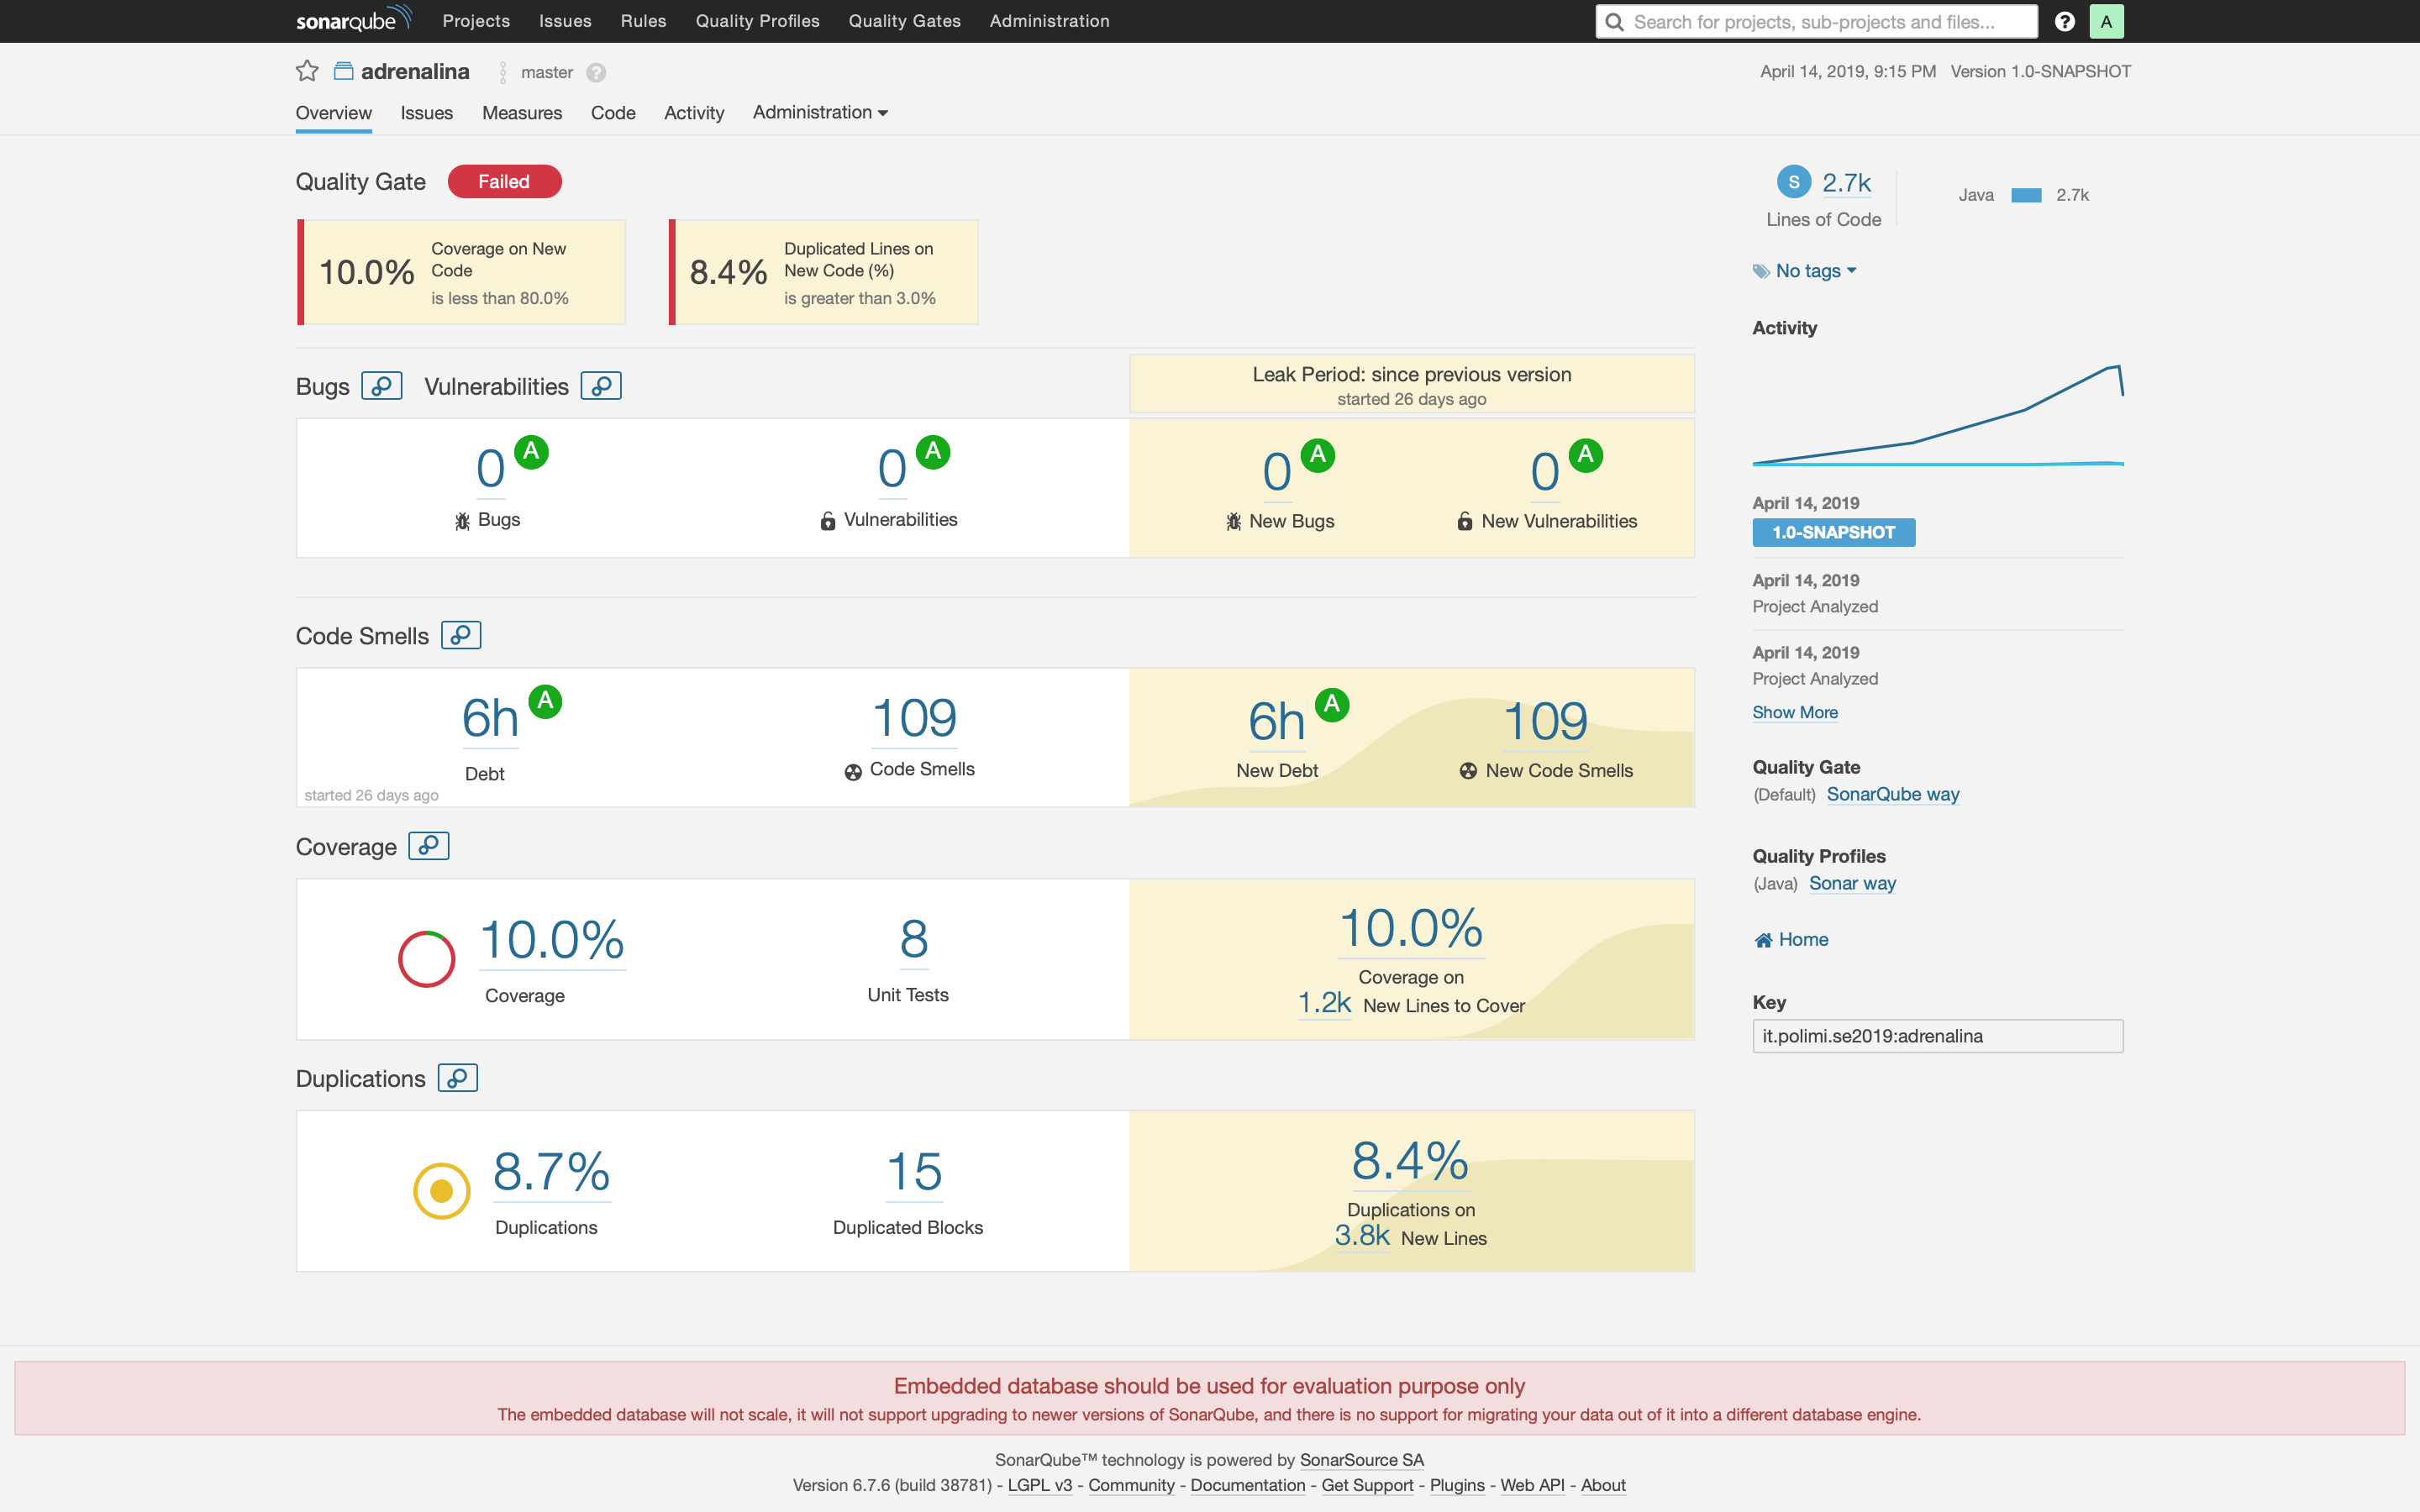 sonarqube Projects Issues Rules Quality Profiles Quality Gates Administration Search for projects, sub-projects and files... ? A
adrenalina master ? April 14, 2019, 9:15 PM Version 1.0-SNAPSHOT
Overview Issues Measures Code Activity Administration
Quality Gate Failed
10.0% Coverage on New
Code
is less than 80.0%
8.4% Duplicated Lines on
New Code (%)
is greater than 3.0%
Bugs Vulnerabilities
Leak Period: since previous version
started 26 days ago
0 A
Bugs
0 A
Vulnerabilities
0 A
New Bugs
0 A
New Vulnerabilities
Code Smells
6h A
Debt
started 26 days ago
109
Code Smells
6h A
New Debt
109
New Code Smells
Coverage
10.0%
Coverage
8
Unit Tests
10.0%
Coverage on
1.2k New Lines to Cover
Duplications
8.7%
Duplications
15
Duplicated Blocks
8.4%
Duplications on
3.8k New Lines
S 2.7k
Lines of Code
Java 2.7k
No tags
Activity
April 14, 2019
1.0-SNAPSHOT
April 14, 2019
Project Analyzed
April 14, 2019
Project Analyzed
Show More
Quality Gate
(Default) SonarQube way
Quality Profiles
(Java) Sonar way
Home
Key
it.polimi.se2019:adrenalina
Embedded database should be used for evaluation purpose only
The embedded database will not scale, it will not support upgrading to newer versions of SonarQube, and there is no support for migrating your data out of it into a different database engine.
SonarQube™ technology is powered by SonarSource SA
Version 6.7.6 (build 38781) - LGPL v3 - Community - Documentation - Get Support - Plugins - Web API - About